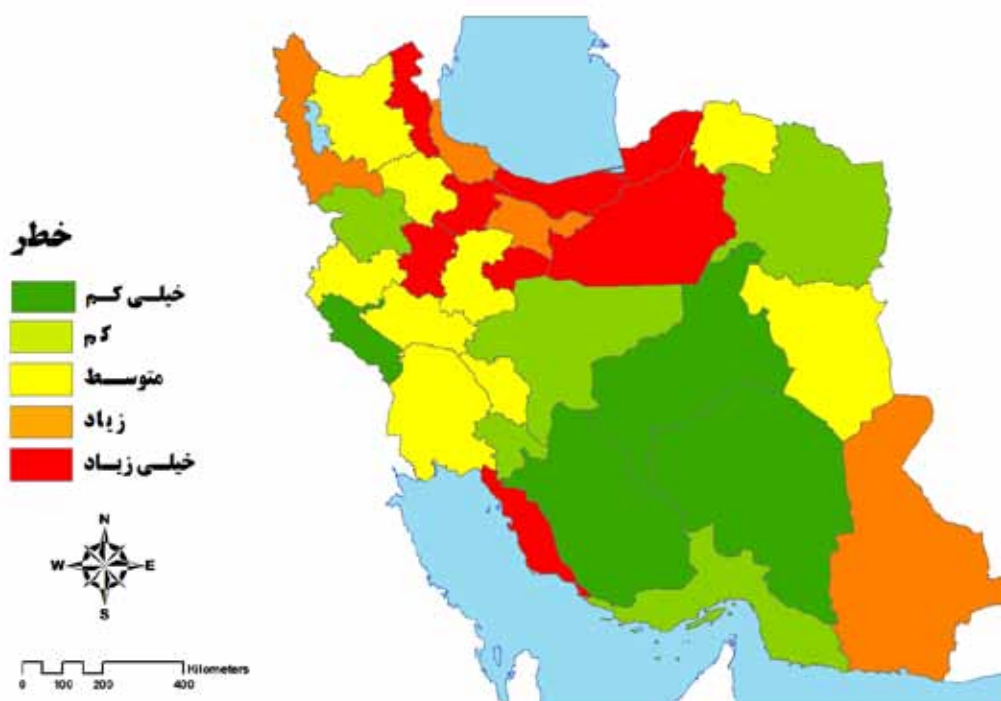 خطر
خیلی کم
کم
متوسط
زیاد
خیلی زیاد
N
W E
S
Kilometers
0 100 200 400